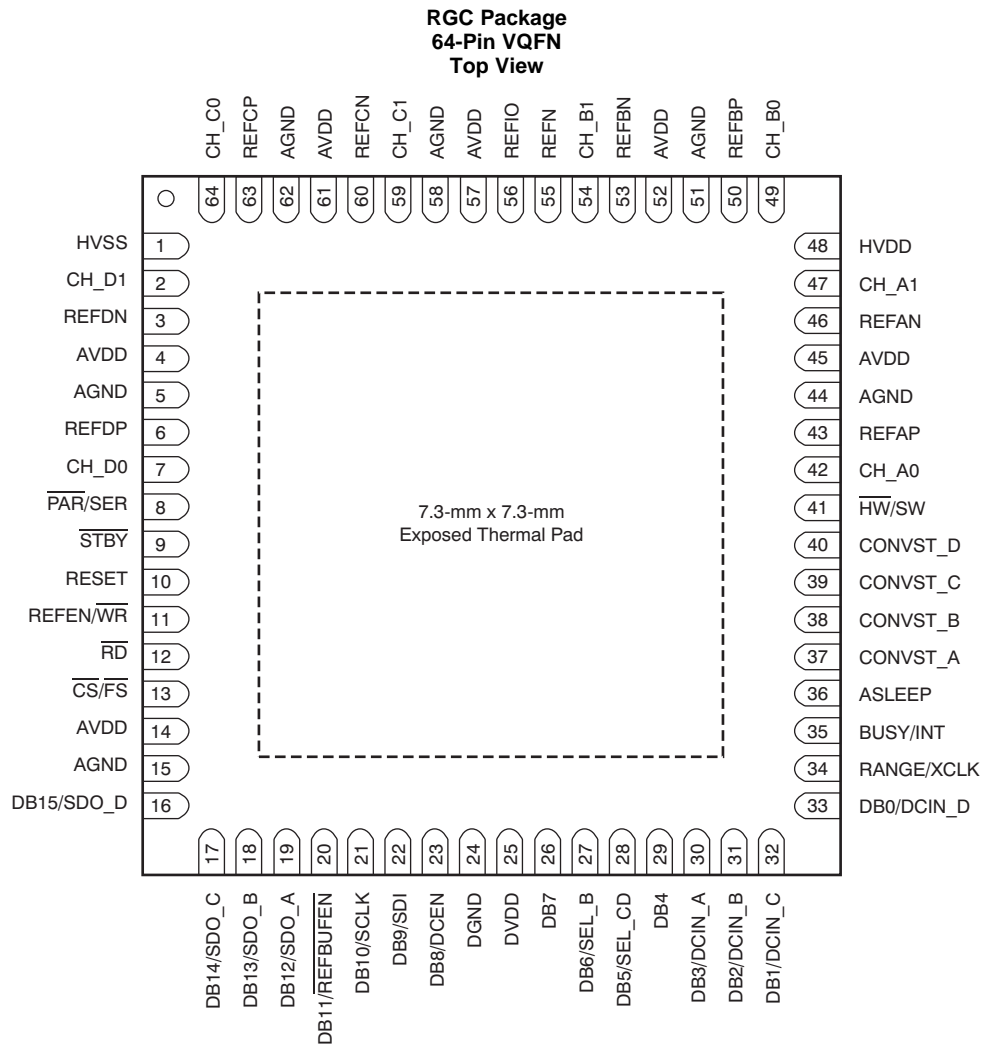 RGC Package
64-Pin VQFN
Top View
CH_C0
REFCP
AGND
AVDD
REFCN
CH_C1
AGND
AVDD
REFIO
REFN
CH_B1
REFBN
AVDD
AGND
REFBP
CH_B0
64
63
62
61
60
59
58
57
56
55
54
53
52
51
50
49
HVSS 1
CH_D1 2
REFDN 3
AVDD 4
AGND 5
REFDP 6
CH_D0 7
PAR/SER 8
STBY 9
RESET 10
REFEN/WR 11
RD 12
CS/FS 13
AVDD 14
AGND 15
DB15/SDO_D 16
7.3-mm x 7.3-mm
Exposed Thermal Pad
48 HVDD
47 CH_A1
46 REFAN
45 AVDD
44 AGND
43 REFAP
42 CH_A0
41 HW/SW
40 CONVST_D
39 CONVST_C
38 CONVST_B
37 CONVST_A
36 ASLEEP
35 BUSY/INT
34 RANGE/XCLK
33 DB0/DCIN_D
17
18
19
20
21
22
23
24
25
26
27
28
29
30
31
32
DB14/SDO_C
DB13/SDO_B
DB12/SDO_A
DB11/REFBUFEN
DB10/SCLK
DB9/SDI
DB8/DCEN
DGND
DVDD
DB7
DB6/SEL_B
DB5/SEL_CD
DB4
DB3/DCIN_A
DB2/DCIN_B
DB1/DCIN_C